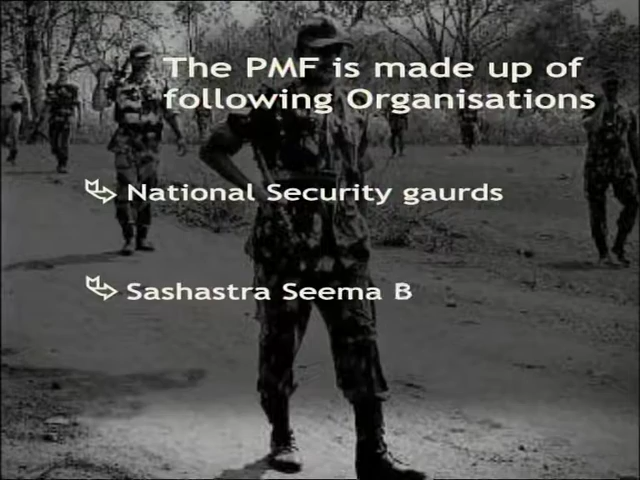 The PMF is made up of
following Organisations
National Security gaurds
Sashastra Seema B